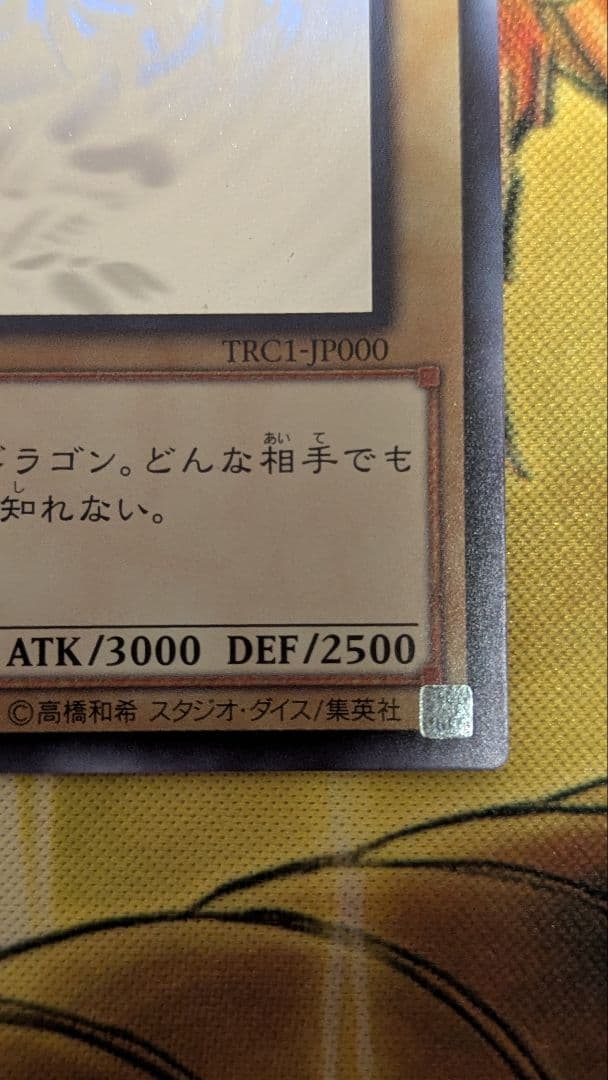 TRC1-JP000
ドラゴン。どんな相手でも
知れない。
ATK/3000 DEF/2500
©高橋和希 スタジオ・ダイス/集英社